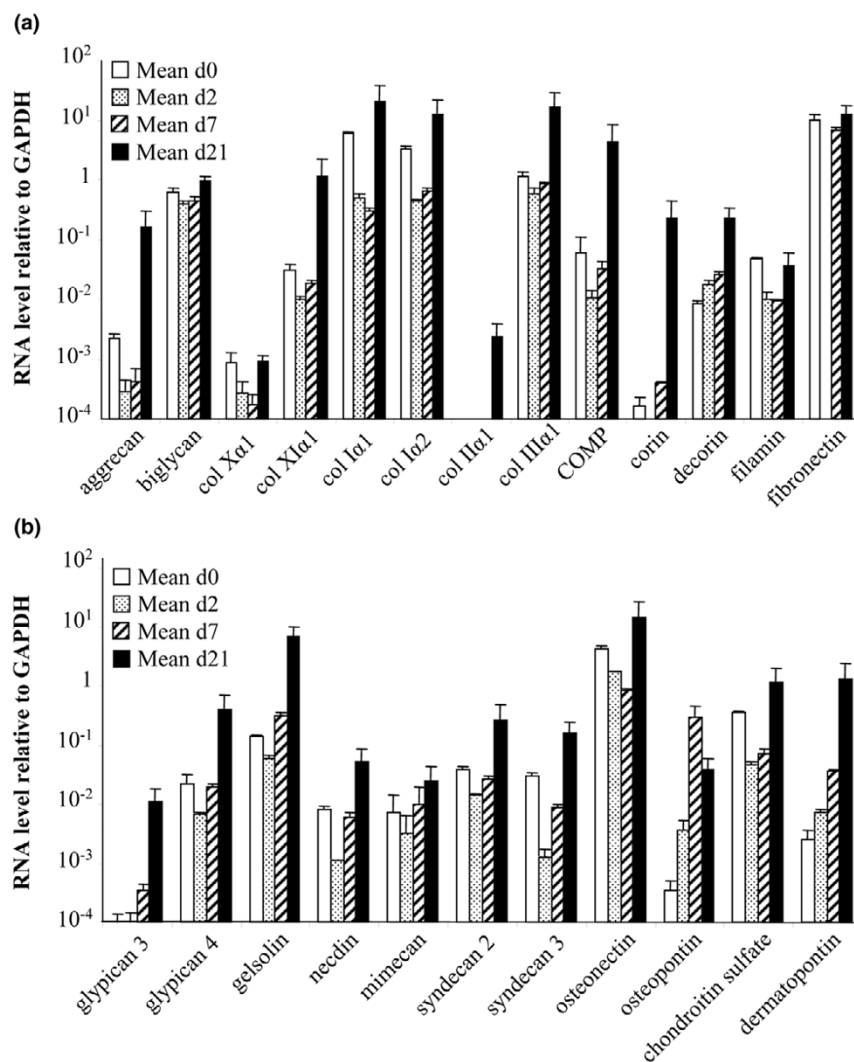 (a)
10²
10¹
1
10⁻¹
10⁻²
10⁻³
10⁻⁴
RNA level relative to GAPDH
Mean d0
Mean d2
Mean d7
Mean d21
aggrecan
biglycan
col Xα1
col XIα1
col Iα1
col Iα2
col IIα1
col IIIα1
COMP
corin
decorin
filamin
fibronectin
(b)
10²
10¹
1
10⁻¹
10⁻²
10⁻³
10⁻⁴
RNA level relative to GAPDH
Mean d0
Mean d2
Mean d7
Mean d21
glypican 3
glypican 4
gelsolin
necdin
mimecan
syndecan 2
syndecan 3
osteonectin
osteopontin
chondroitin sulfate
dermatopontin